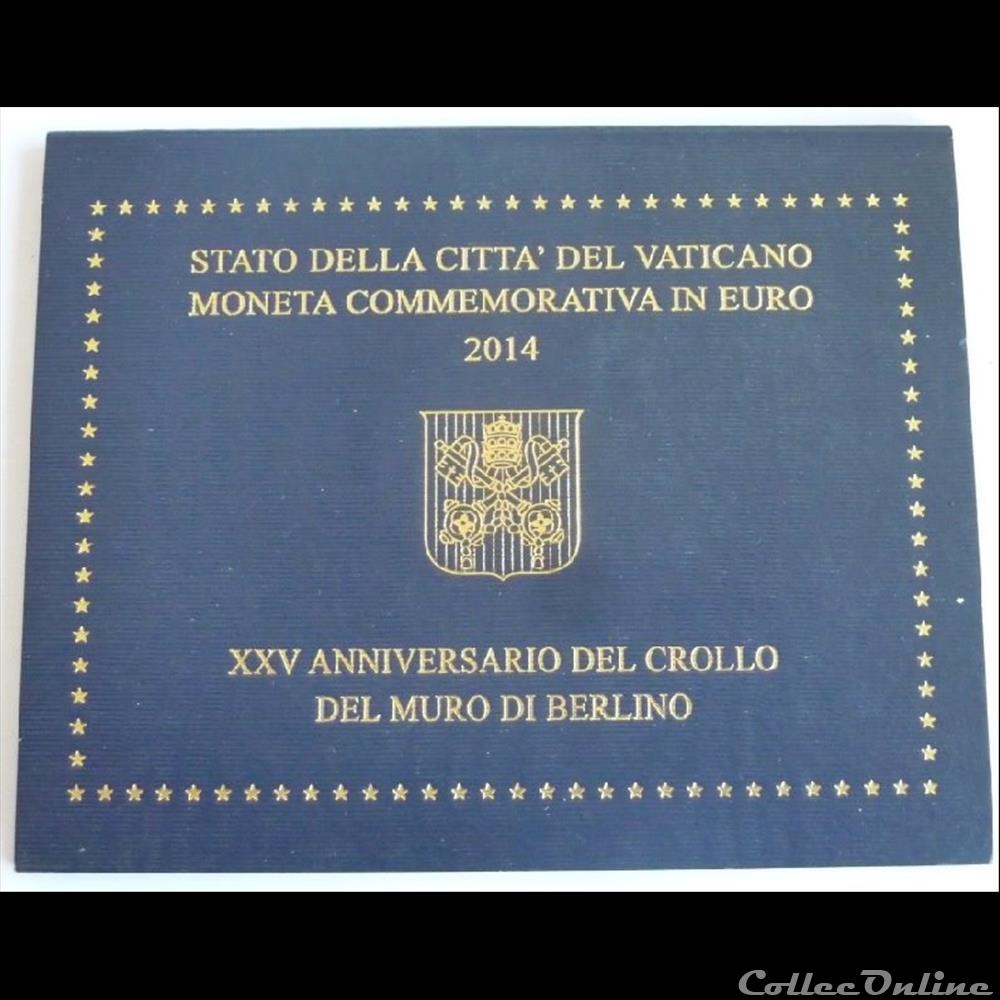 STATO DELLA CITTA' DEL VATICANO
MONETA COMMEMORATIVA IN EURO
2014
XXV ANNIVERSARIO DEL CROLLO
DEL MURO DI BERLINO
CollecOnline